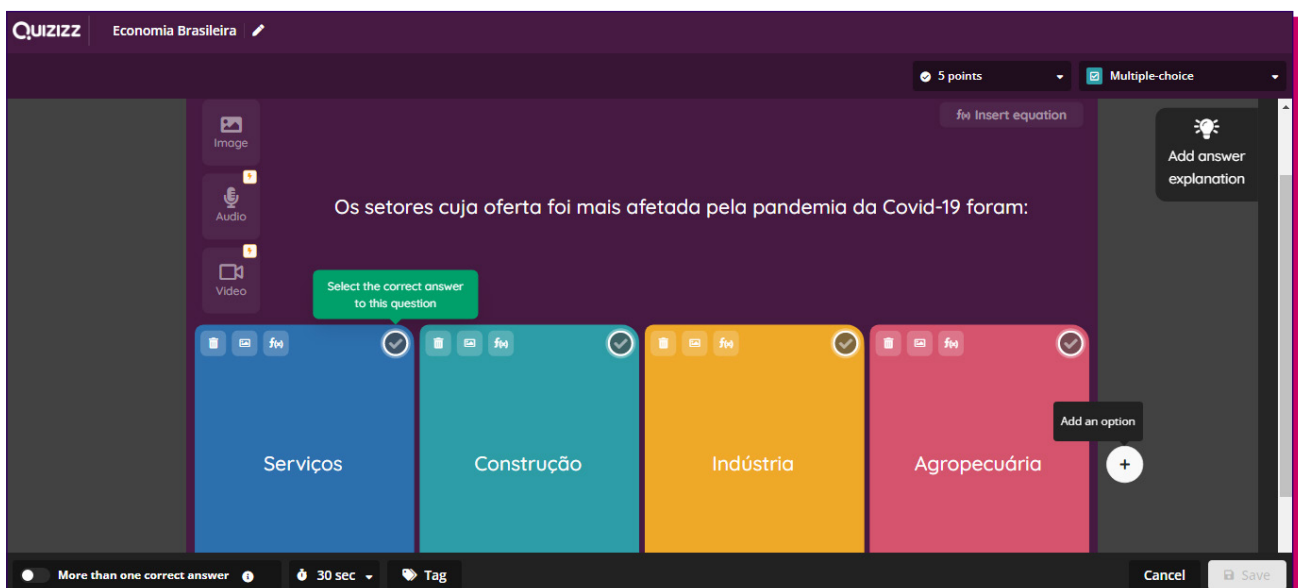 QUIZIZZ
Economia Brasileira
5 points
Multiple-choice
Image
f(x) Insert equation
Add answer
explanation
Audio
Os setores cuja oferta foi mais afetada pela pandemia da Covid-19 foram:
Video
Select the correct answer
to this question
f(x)
f(x)
f(x)
f(x)
Add an option
Serviços
Construção
Indústria
Agropecuária
+
More than one correct answer
30 sec
Tag
Cancel
Save